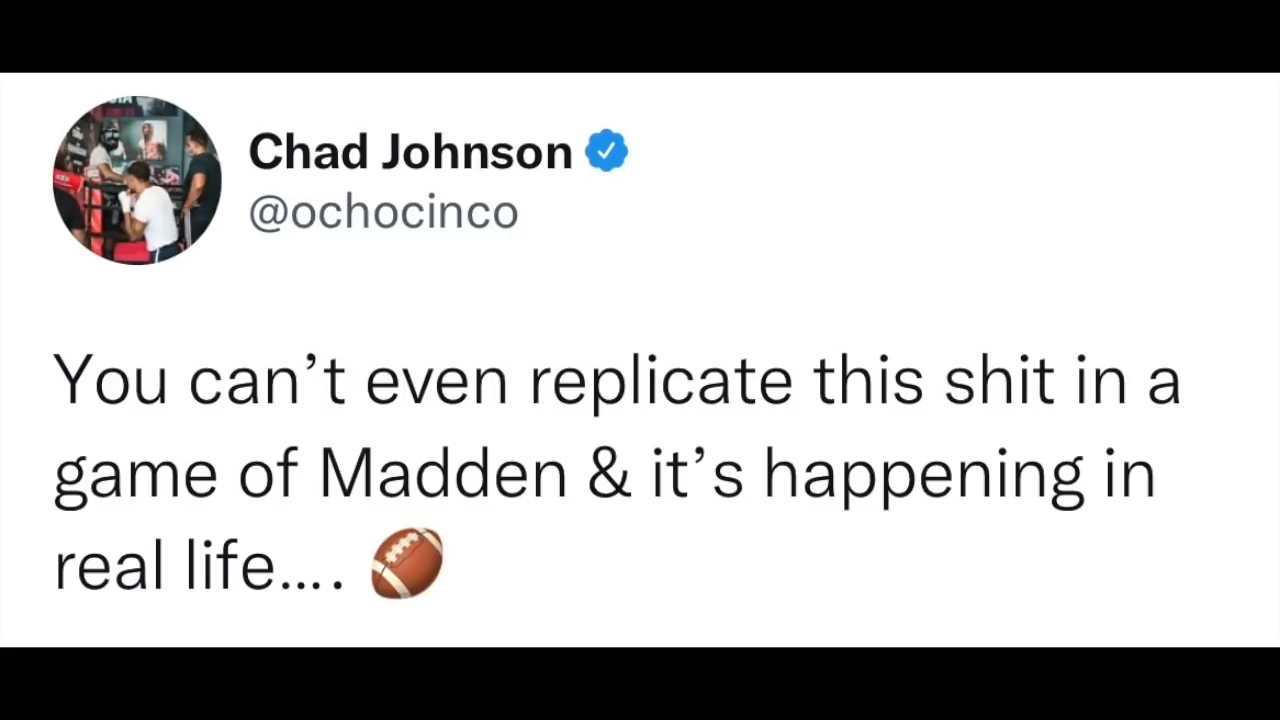 Chad Johnson
@ochocinco
You can’t even replicate this shit in a
game of Madden & it’s happening in
real life…. 🏈